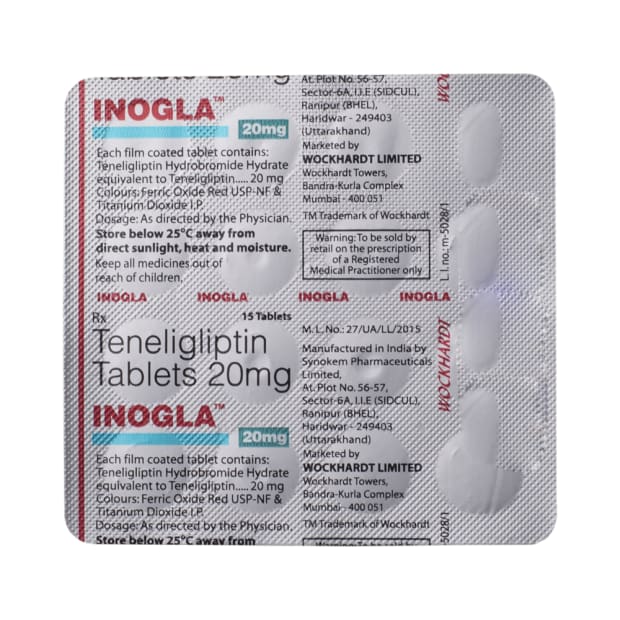 INOGLA™
20mg
Each film coated tablet contains:
Teneligliptin Hydrobromide Hydrate
equivalent to Teneligliptin..... 20 mg
Colours: Ferric Oxide Red USP-NF &
Titanium Dioxide I.P.
Dosage: As directed by the Physician.
Store below 25°C away from
direct sunlight, heat and moisture.
Keep all medicines out of
reach of children.
At. Plot No. 56-57,
Sector-6A, I.I.E (SIDCUL),
Ranipur (BHEL),
Haridwar - 249403
(Uttarakhand)
Marketed by
WOCKHARDT LIMITED
Wockhardt Towers,
Bandra-Kurla Complex
Mumbai - 400 051
TM Trademark of Wockhardt
Warning: To be sold by
retail on the prescription
of a Registered
Medical Practitioner only
L.I.no.:m-5028/1
INOGLA INOGLA INOGLA INOGLA
Rx 15 Tablets
Teneligliptin
Tablets 20mg
INOGLA™
20mg
Each film coated tablet contains:
Teneligliptin Hydrobromide Hydrate
equivalent to Teneligliptin..... 20 mg
Colours: Ferric Oxide Red USP-NF &
Titanium Dioxide I.P.
Dosage: As directed by the Physician.
Store below 25°C away from
M. L. No.: 27/UA/LL/2015
Manufactured in India by
Synokem Pharmaceuticals
Limited,
At. Plot No. 56-57,
Sector-6A, I.I.E (SIDCUL),
Ranipur (BHEL),
Haridwar - 249403
(Uttarakhand)
Marketed by
WOCKHARDT LIMITED
Wockhardt Towers,
Bandra-Kurla Complex
Mumbai - 400 051
TM Trademark of Wockhardt
WOCKHARDT
5028/1